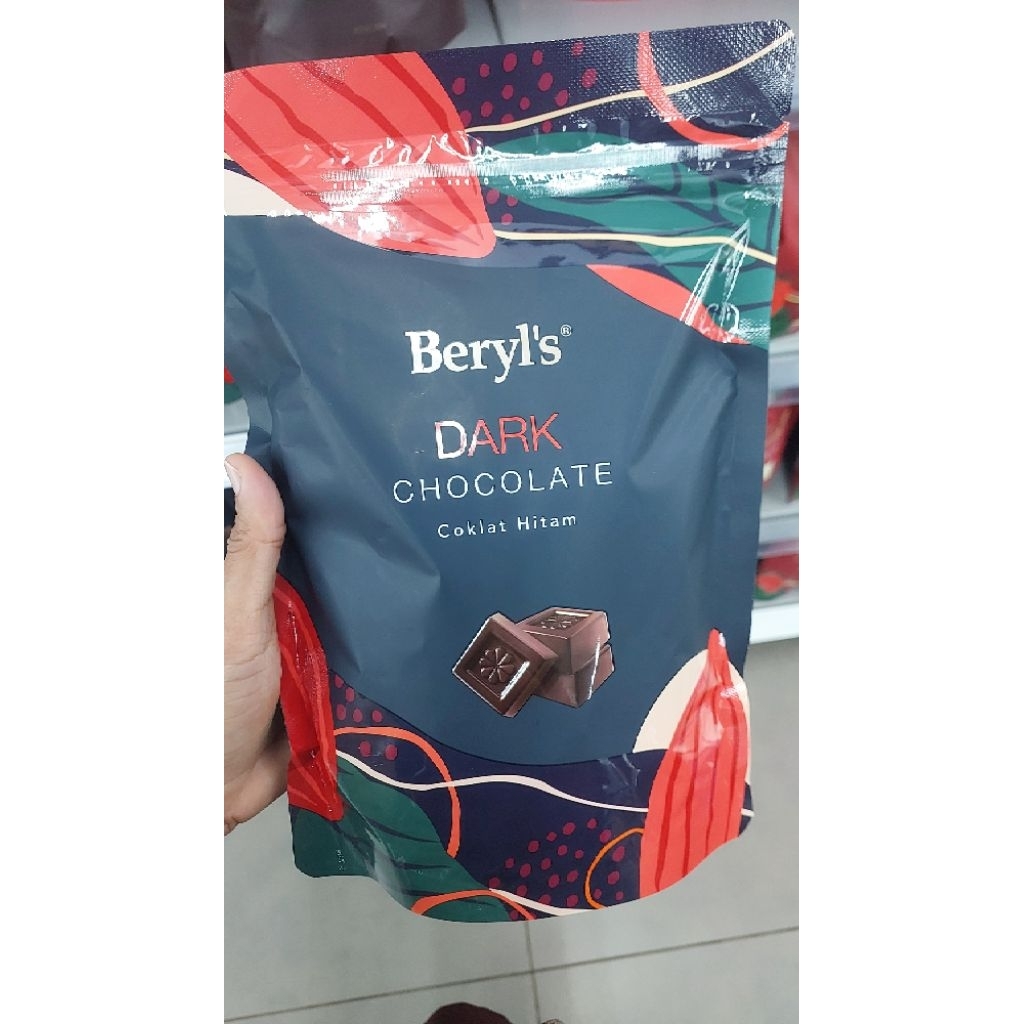 Beryl's®
DARK
CHOCOLATE
Coklat Hitam